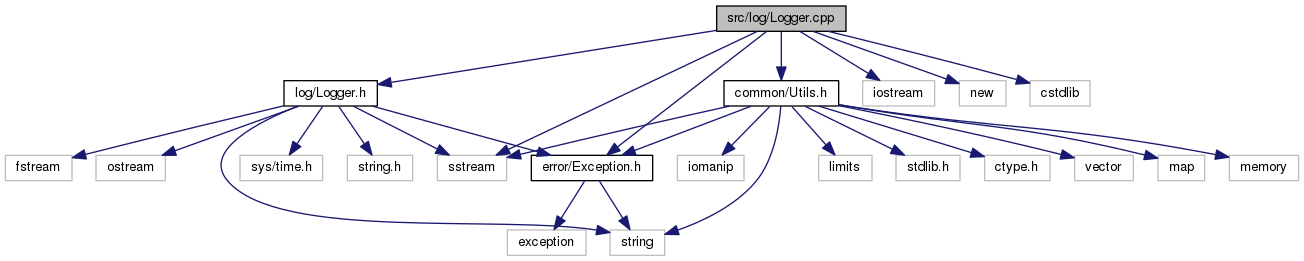 src/log/Logger.cpp
log/Logger.h
common/Utils.h
iostream
new
cstdlib
fstream
ostream
sys/time.h
string.h
sstream
error/Exception.h
iomanip
limits
stdlib.h
ctype.h
vector
map
memory
exception
string